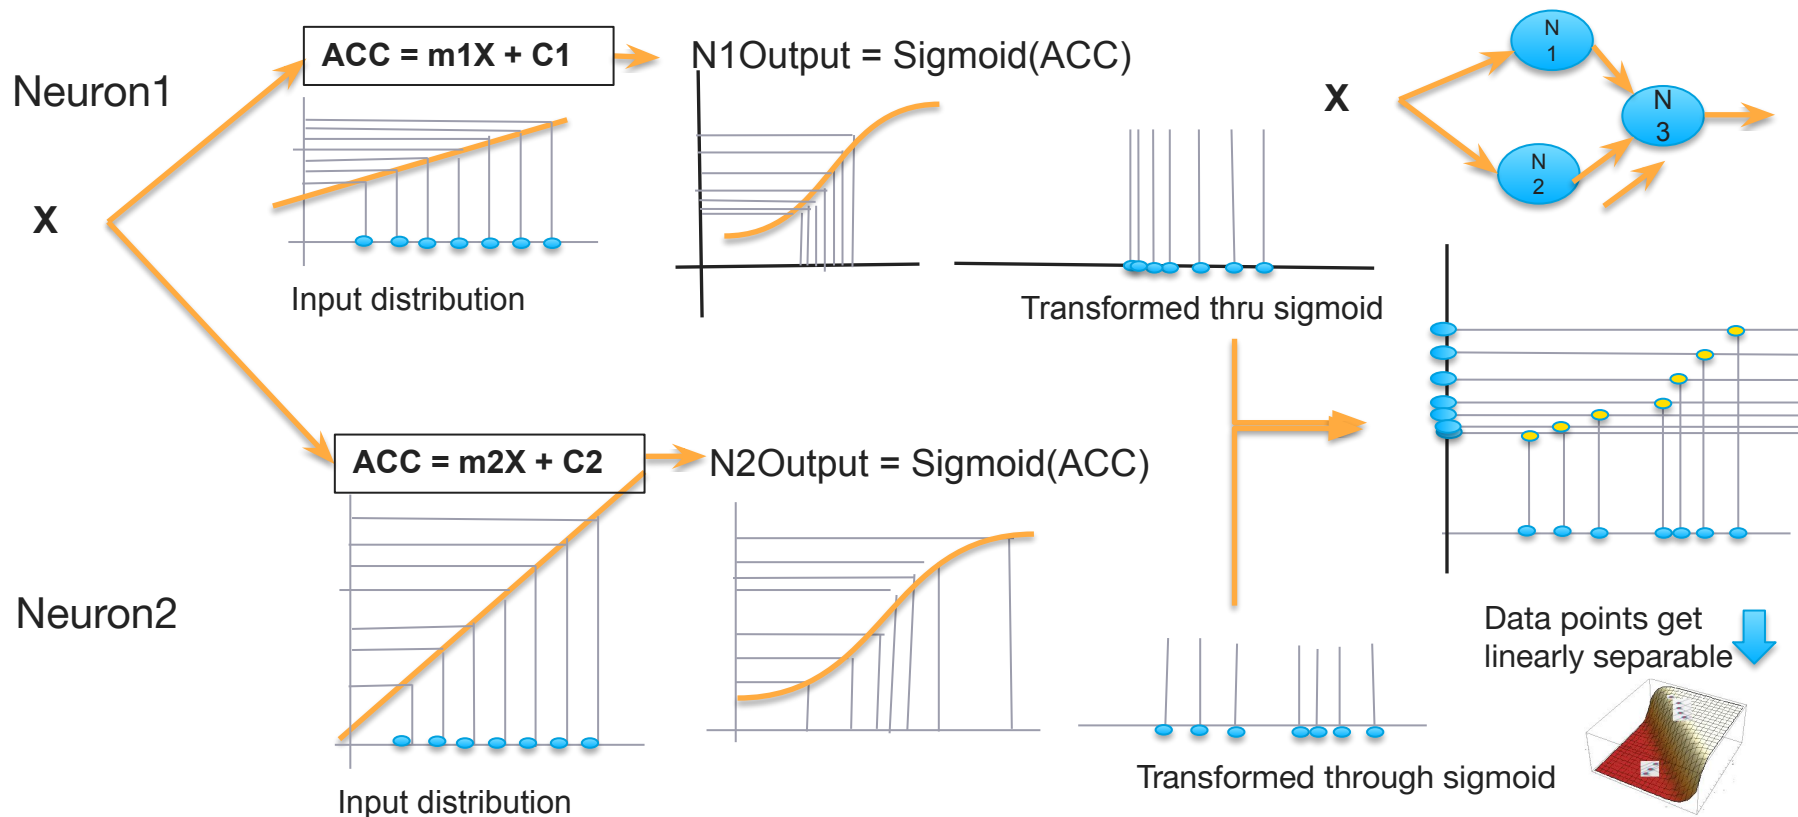 Neuron1
X
ACC = m1X + C1
N1Output = Sigmoid(ACC)
Input distribution
Transformed thru sigmoid
X
N
1
N
2
N
3
Neuron2
ACC = m2X + C2
N2Output = Sigmoid(ACC)
Input distribution
Transformed through sigmoid
Data points get
linearly separable